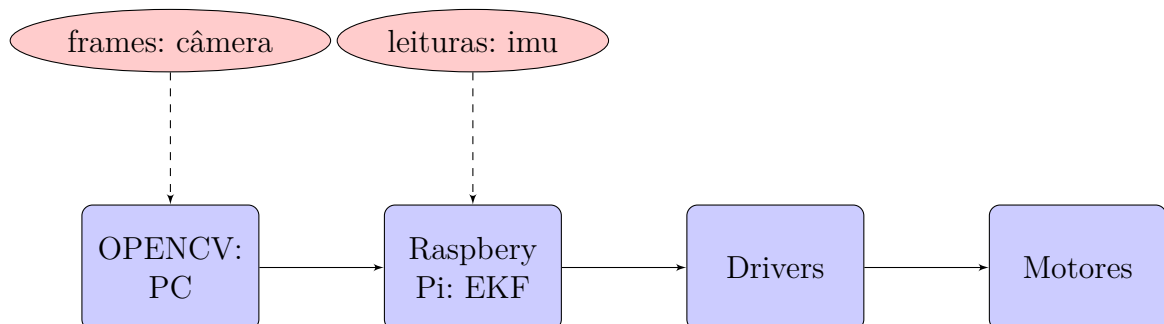 frames: câmera
leituras: imu
OPENCV:
PC
Raspbery
Pi: EKF
Drivers
Motores